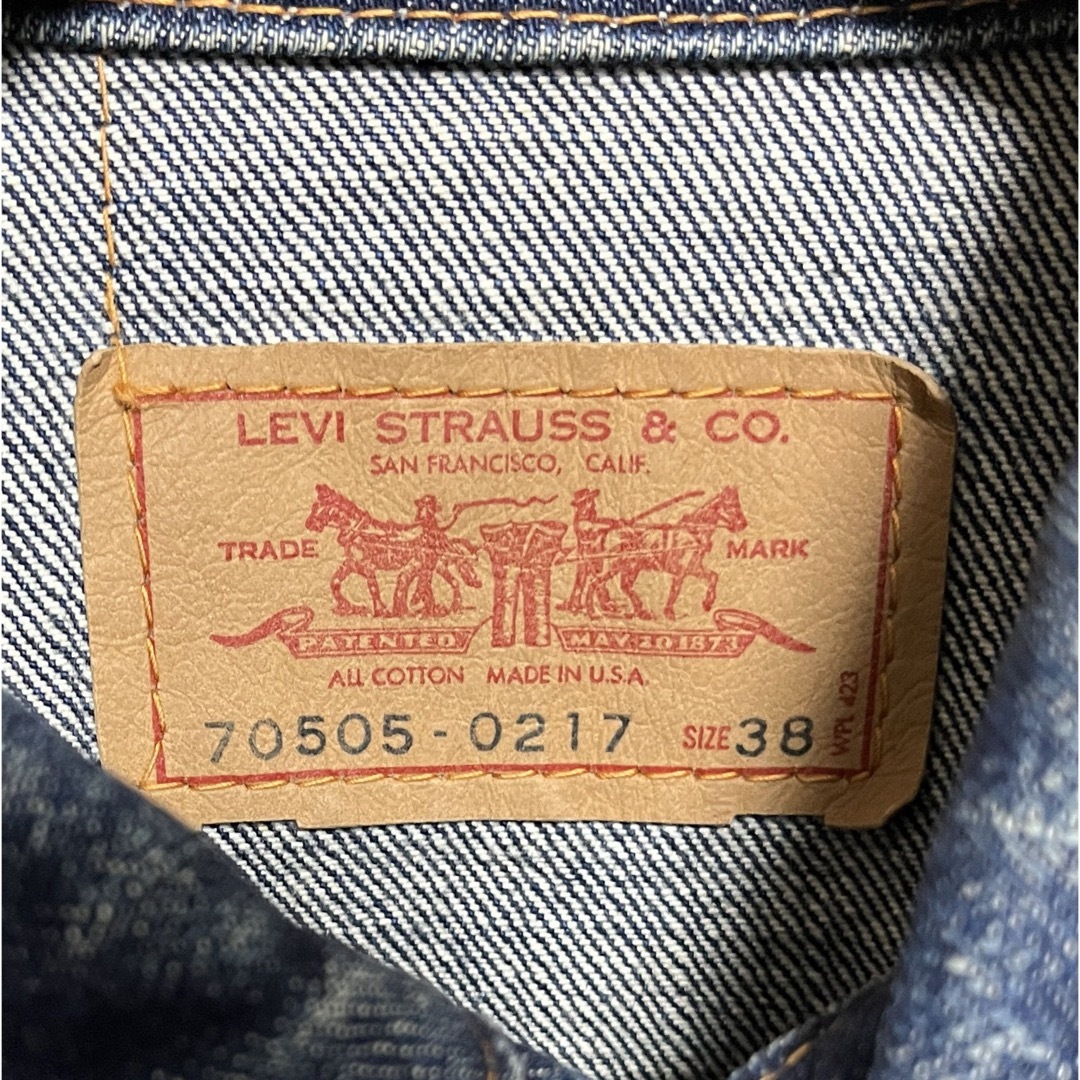 LEVI STRAUSS & CO.
SAN FRANCISCO, CALIF.
TRADE MARK
PATENTED MAY 20 1873
ALL COTTON MADE IN U.S.A.
70505-0217 SIZE 38
WPL 423